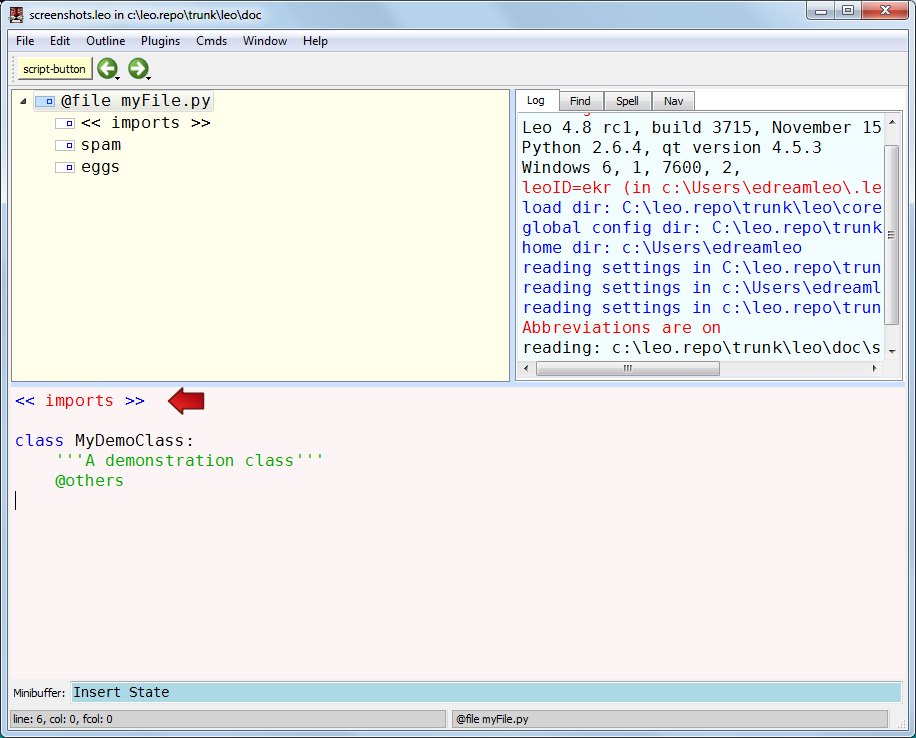 screenshots.leo in c:\leo.repo\trunk\leo\doc
File Edit Outline Plugins Cmds Window Help
script-button
@file myFile.py
<< imports >>
spam
eggs
Log Find Spell Nav
Leo 4.8 rc1, build 3715, November 15
Python 2.6.4, qt version 4.5.3
Windows 6, 1, 7600, 2,
leoID=ekr (in c:\Users\edreamleo\.le
load dir: C:\leo.repo\trunk\leo\core
global config dir: C:\leo.repo\trunk
home dir: c:\Users\edreamleo
reading settings in C:\leo.repo\trun
reading settings in c:\Users\edreaml
reading settings in c:\leo.repo\trun
Abbreviations are on
reading: c:\leo.repo\trunk\leo\doc\s
<< imports >>
class MyDemoClass:
'''A demonstration class'''
@others
Minibuffer: Insert State
line: 6, col: 0, fcol: 0
@file myFile.py